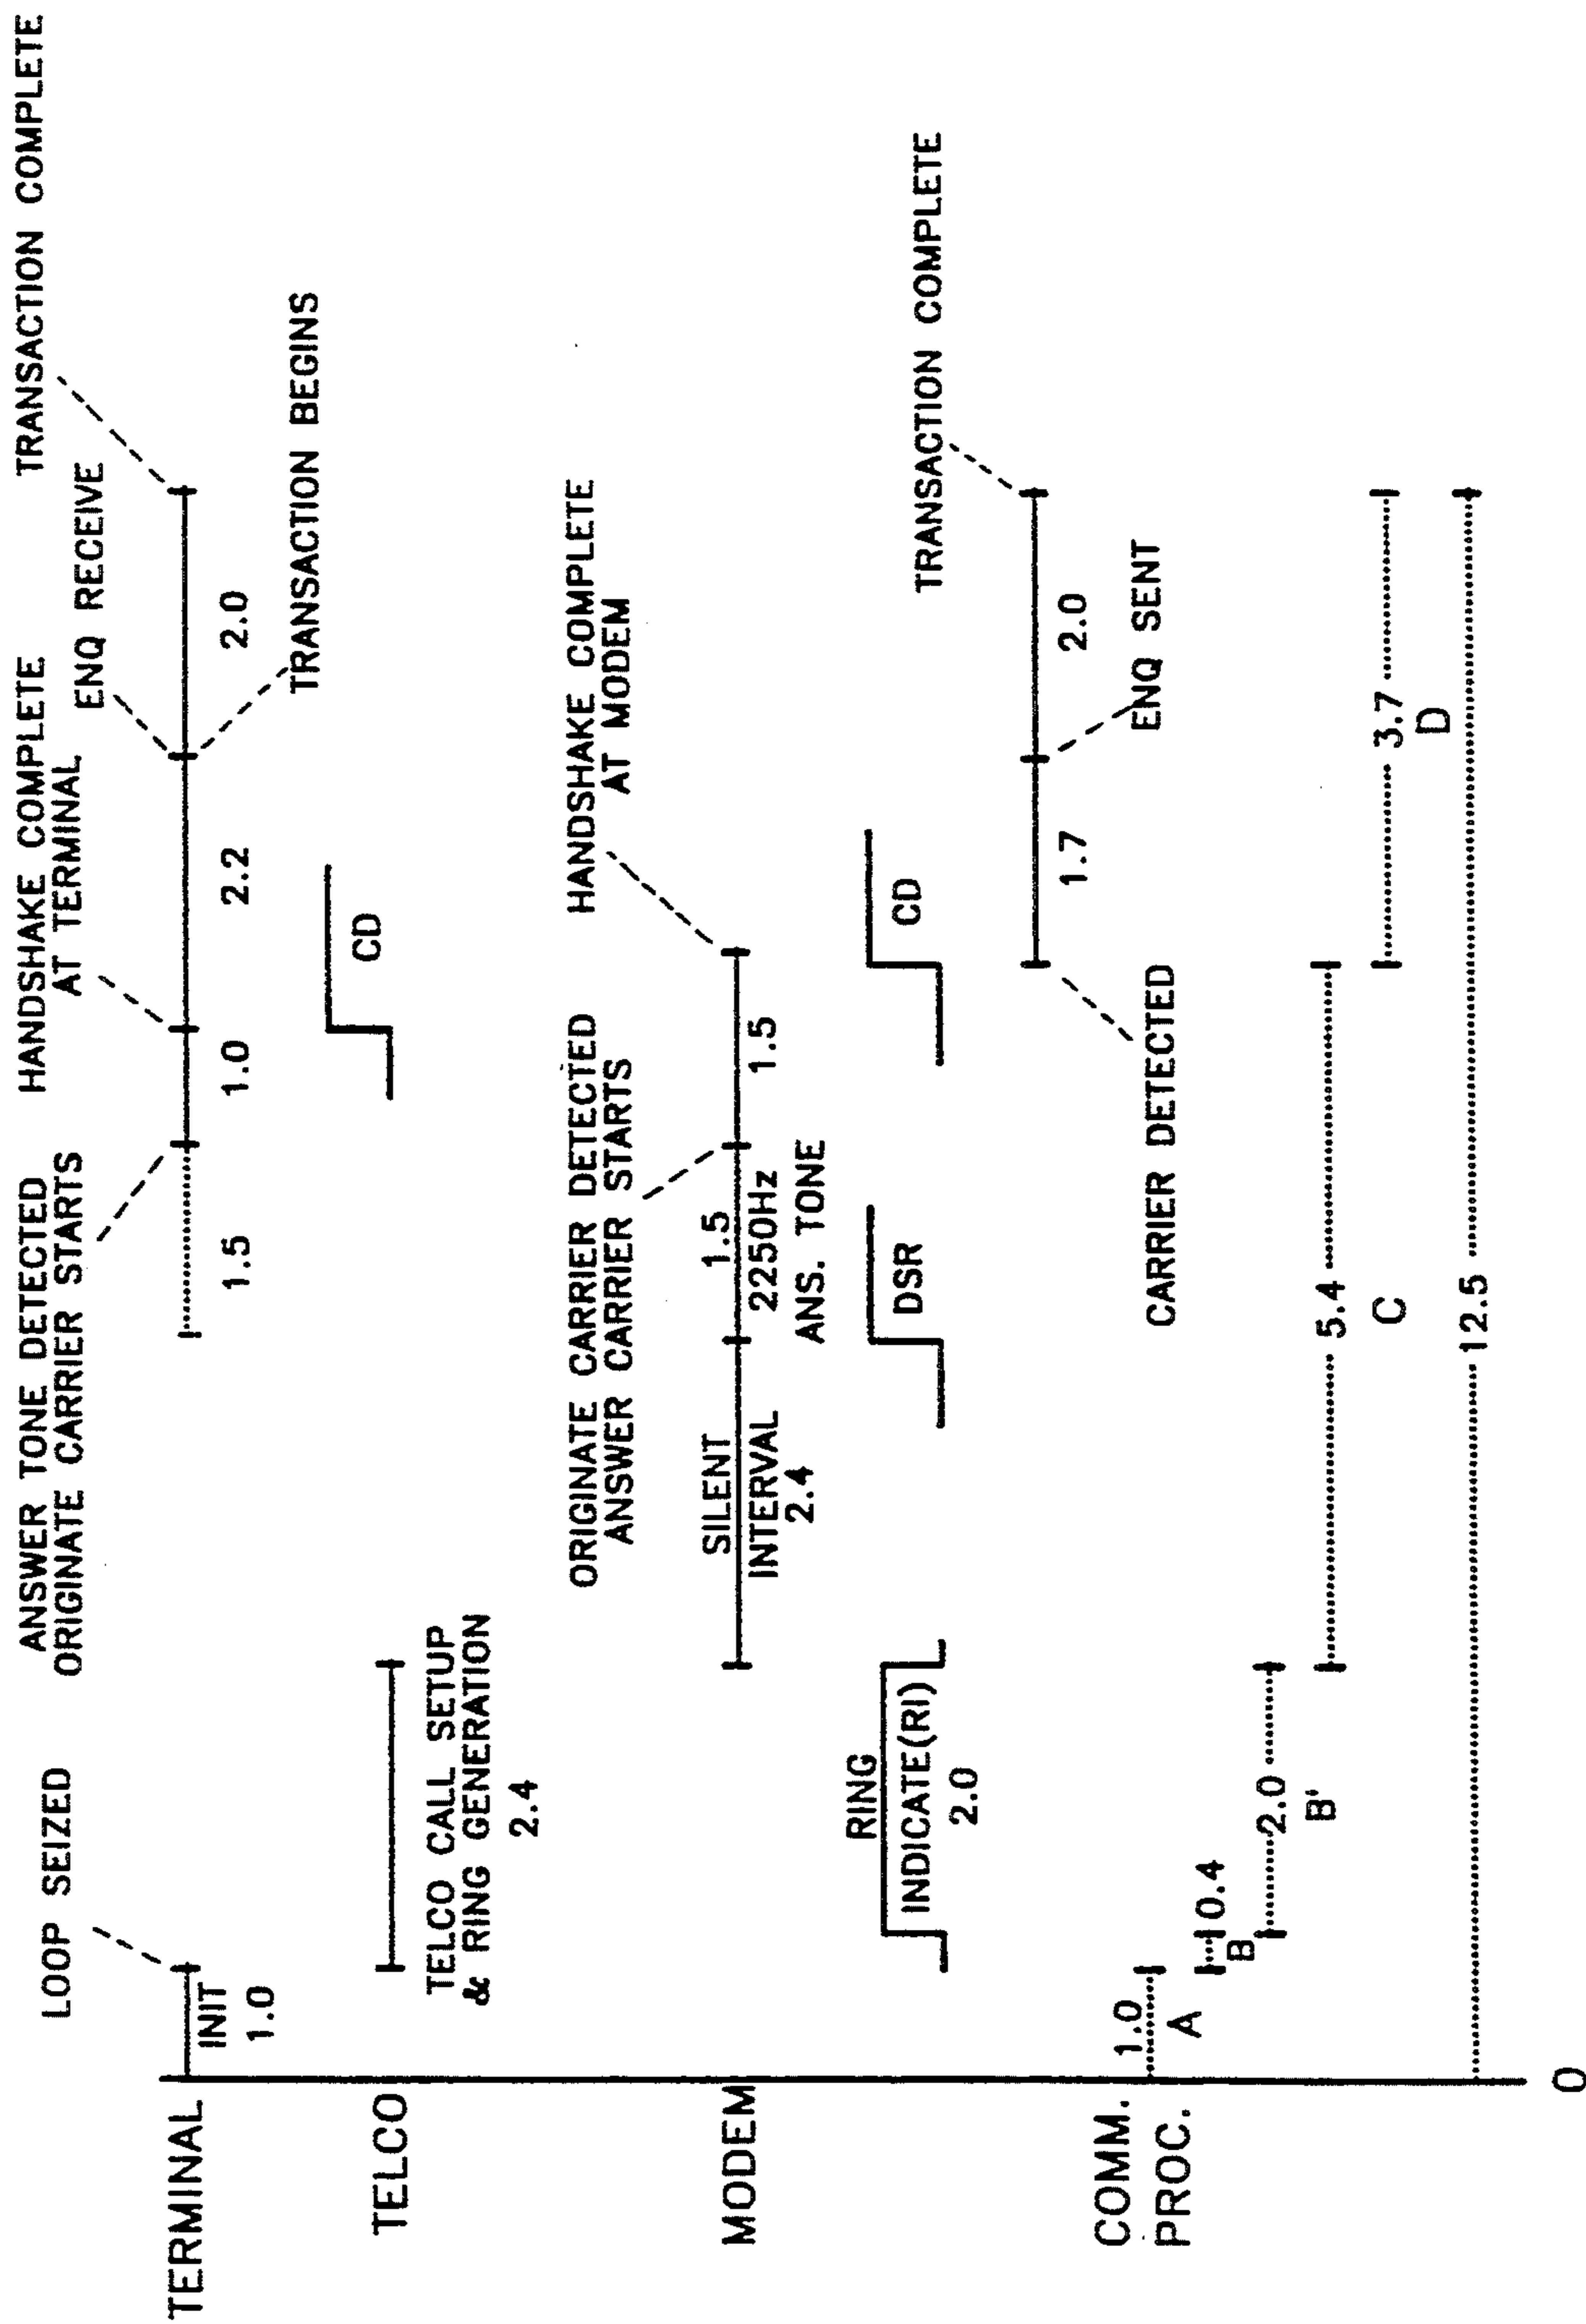 TERMINAL
LOOP SEIZED
INIT
1.0
ANSWER TONE DETECTED
ORIGINATE CARRIER STARTS
1.5
HANDSHAKE COMPLETE
AT TERMINAL
1.0
ENQ RECEIVE
2.2
TRANSACTION BEGINS
TRANSACTION COMPLETE
2.0
TELCO
TELCO CALL SETUP
& RING GENERATION
2.4
CD
MODEM
SILENT
INTERVAL
2.4
ORIGINATE CARRIER DETECTED
ANSWER CARRIER STARTS
1.5
2250Hz
ANS. TONE
HANDSHAKE COMPLETE
AT MODEM
1.5
RING
INDICATE(RI)
2.0
DSR
CD
TRANSACTION COMPLETE
1.7
2.0
ENQ SENT
CARRIER DETECTED
COMM.
PROC.
1.0
A
0.4
B
2.0
B'
5.4
C
3.7
D
12.5
0